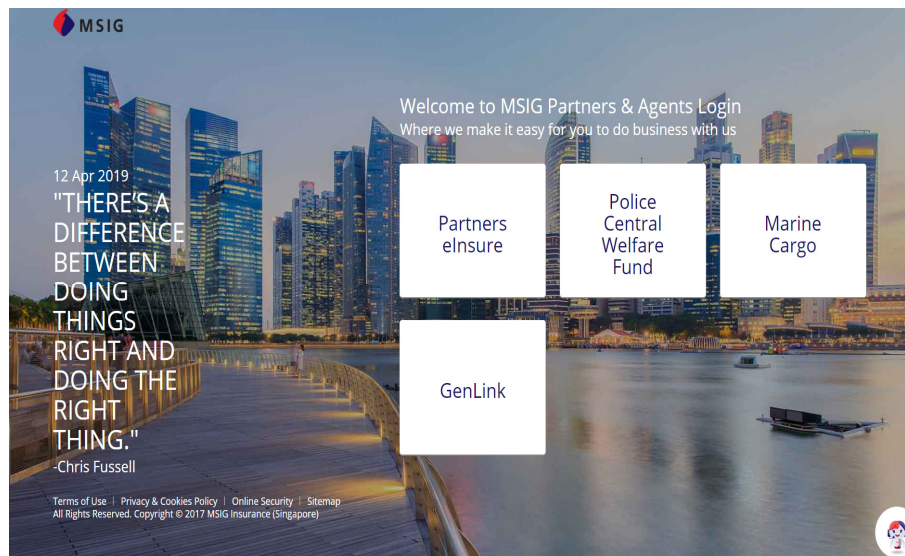 MSIG
Welcome to MSIG Partners & Agents Login
Where we make it easy for you to do business with us
12 Apr 2019
"THERE'S A
DIFFERENCE
BETWEEN
DOING
THINGS
RIGHT AND
DOING THE
RIGHT
THING."
-Chris Fussell
Partners
eInsure
Police
Central
Welfare
Fund
Marine
Cargo
GenLink
Terms of Use | Privacy & Cookies Policy | Online Security | Sitemap
All Rights Reserved. Copyright © 2017 MSIG Insurance (Singapore)